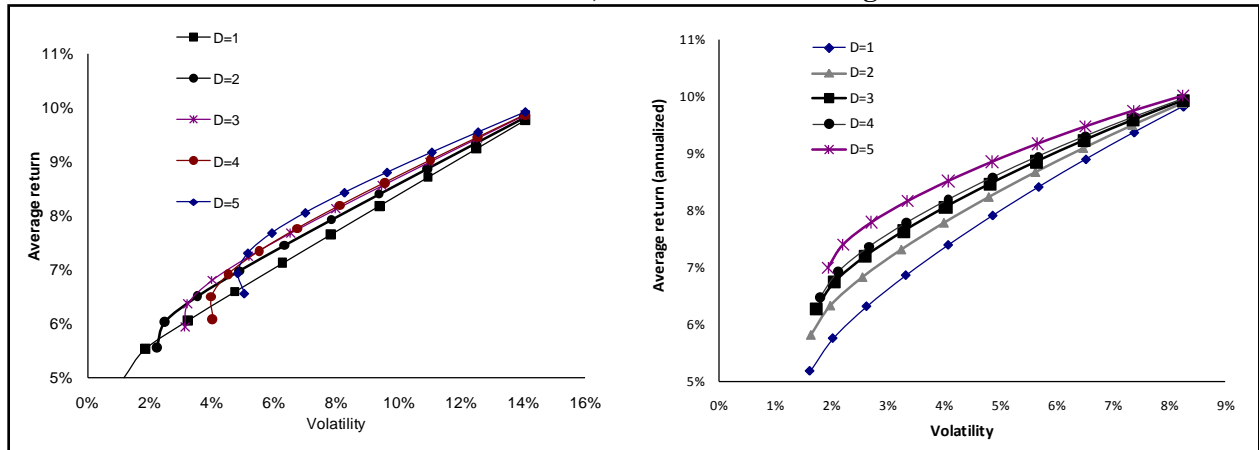 D=1
D=2
D=3
D=4
D=5
11%
10%
9%
8%
7%
6%
5%
Average return
0% 2% 4% 6% 8% 10% 12% 14% 16%
Volatility
D=1
D=2
D=3
D=4
D=5
11%
10%
9%
8%
7%
6%
5%
Average return (annualized)
0% 1% 2% 3% 4% 5% 6% 7% 8% 9%
Volatility